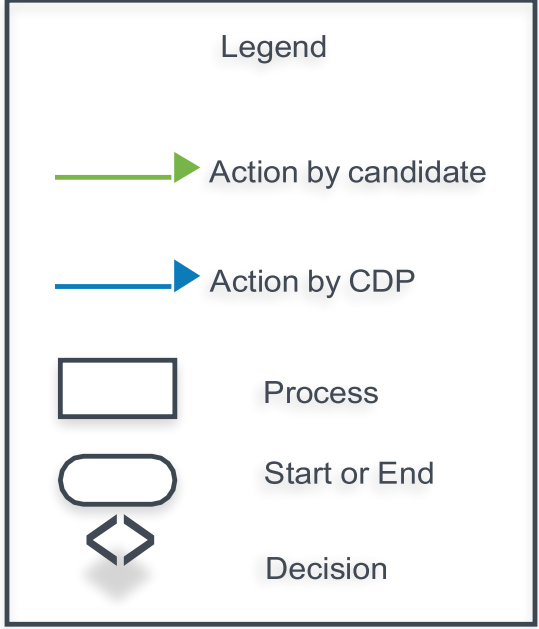 Legend
Action by candidate
Action by CDP
Process
Start or End
Decision